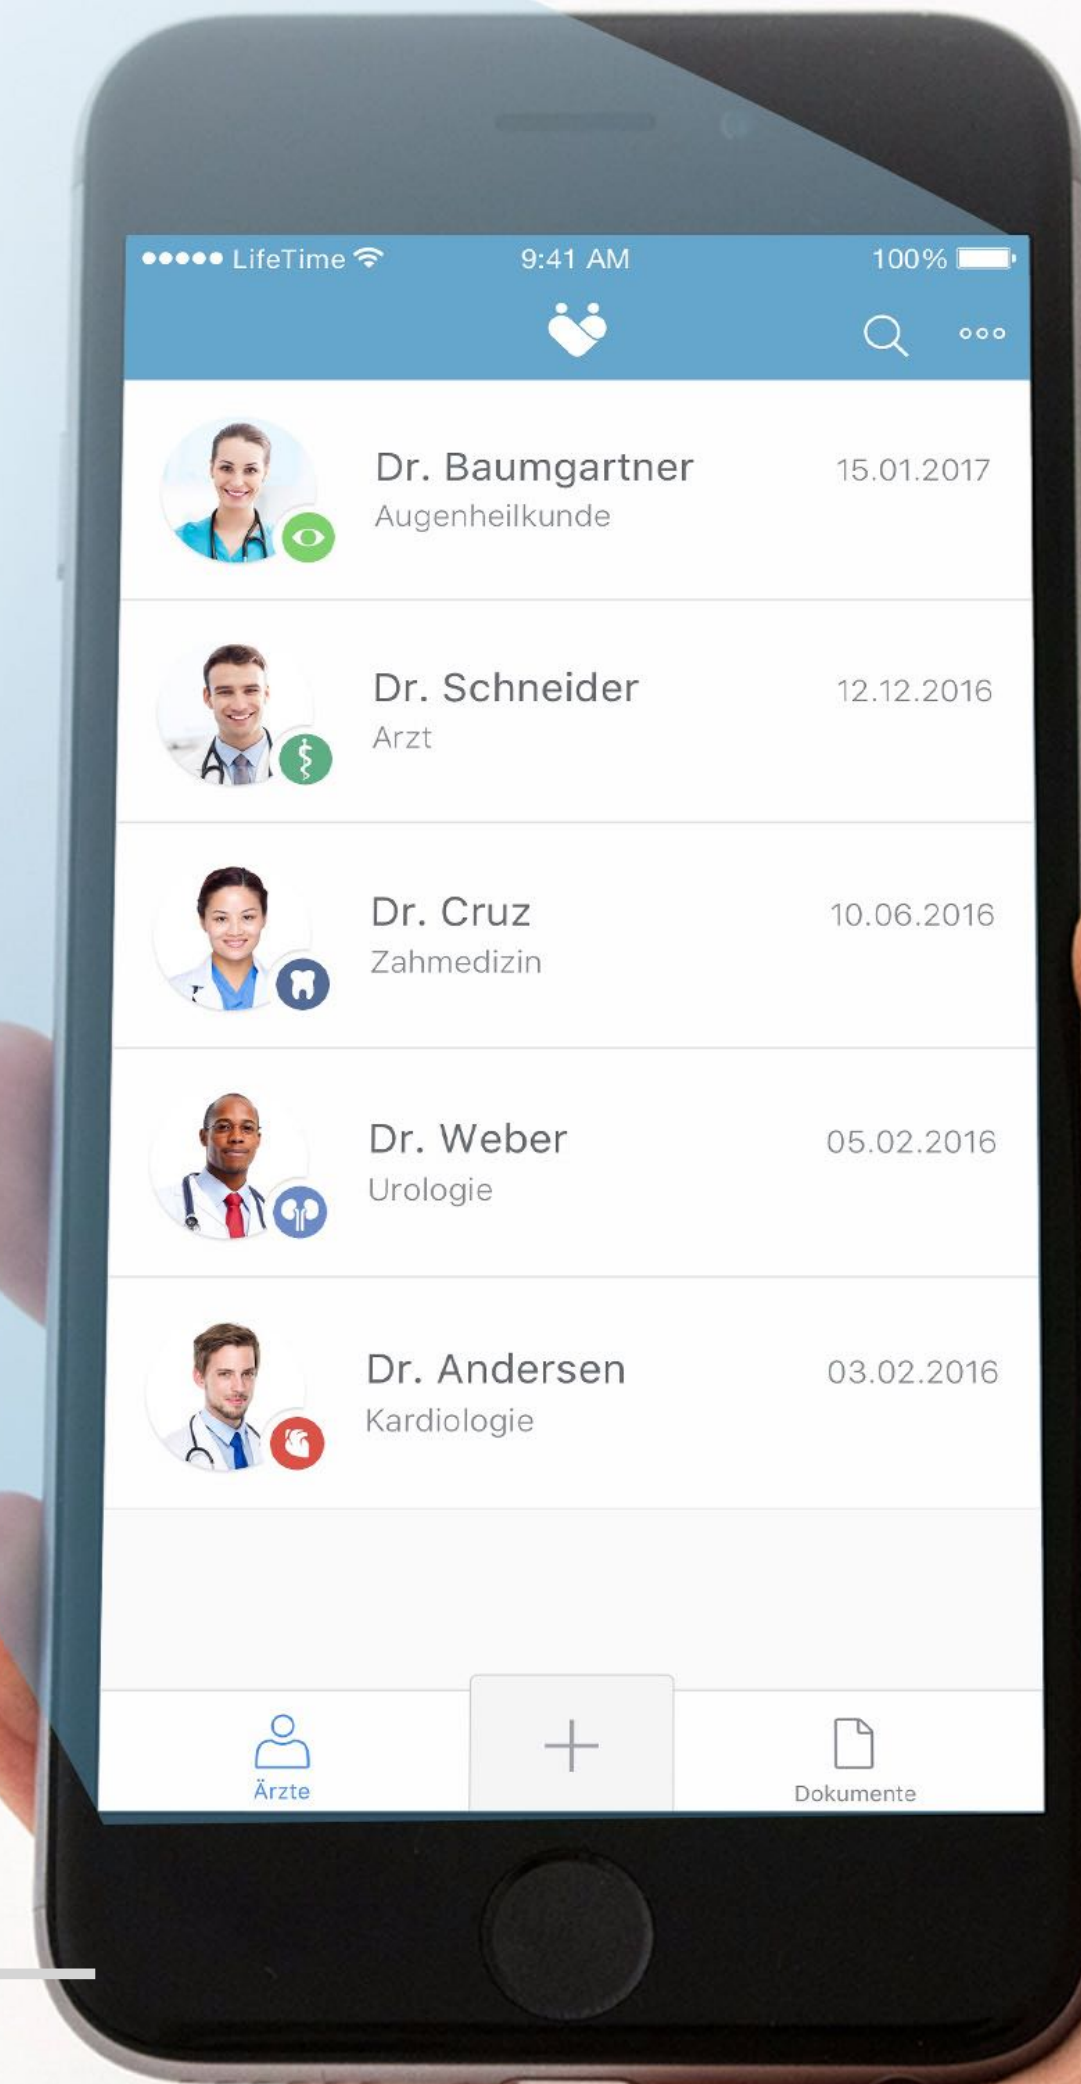 LifeTime 9:41 AM 100%
Dr. Baumgartner 15.01.2017
Augenheilkunde
Dr. Schneider 12.12.2016
Arzt
Dr. Cruz 10.06.2016
Zahmedizin
Dr. Weber 05.02.2016
Urologie
Dr. Andersen 03.02.2016
Kardiologie
Ärzte
Dokumente